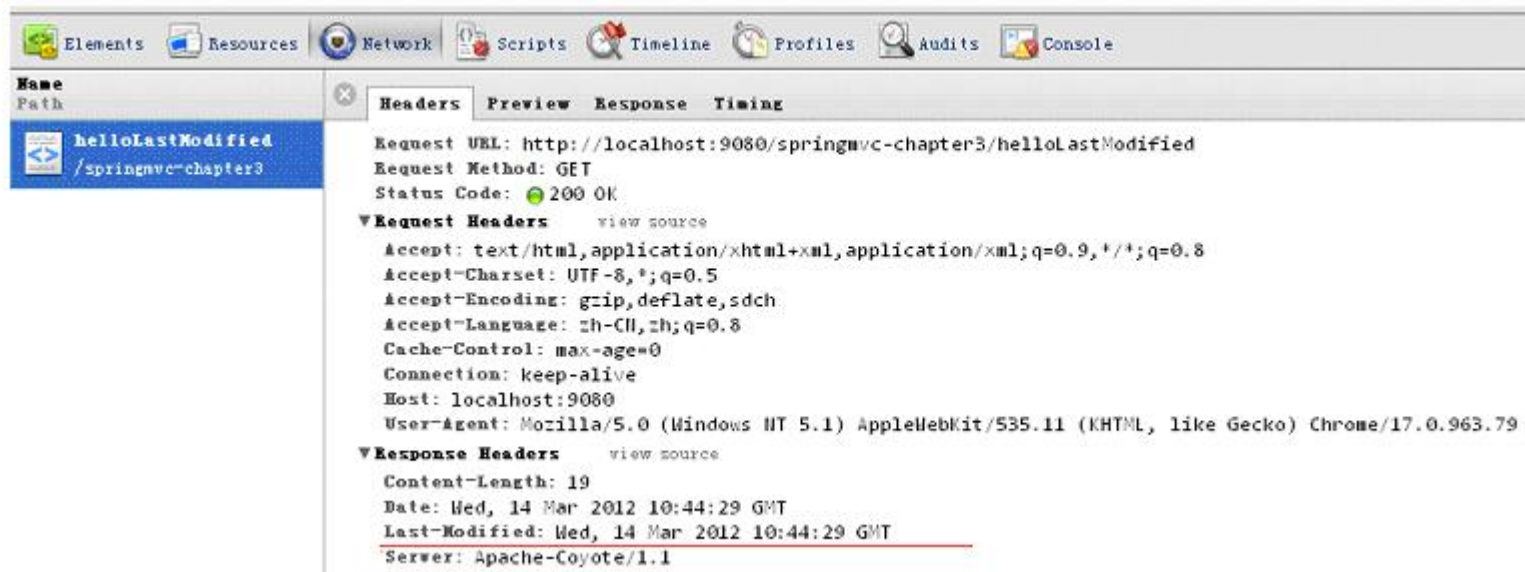 Elements Resources Network Scripts Timeline Profiles Audits Console
Name
Path
helloLastModified
/springmvc-chapter3
Headers Preview Response Timing
Request URL: http://localhost:9080/springmvc-chapter3/helloLastModified
Request Method: GET
Status Code: 200 OK
▼Request Headers view source
Accept: text/html,application/xhtml+xml,application/xml;q=0.9,*/*;q=0.8
Accept-Charset: UTF-8,*;q=0.5
Accept-Encoding: gzip,deflate,sdch
Accept-Language: zh-CN,zh;q=0.8
Cache-Control: max-age=0
Connection: keep-alive
Host: localhost:9080
User-Agent: Mozilla/5.0 (Windows NT 5.1) AppleWebKit/535.11 (KHTML, like Gecko) Chrome/17.0.963.79
▼Response Headers view source
Content-Length: 19
Date: Wed, 14 Mar 2012 10:44:29 GMT
Last-Modified: Wed, 14 Mar 2012 10:44:29 GMT
Server: Apache-Coyote/1.1